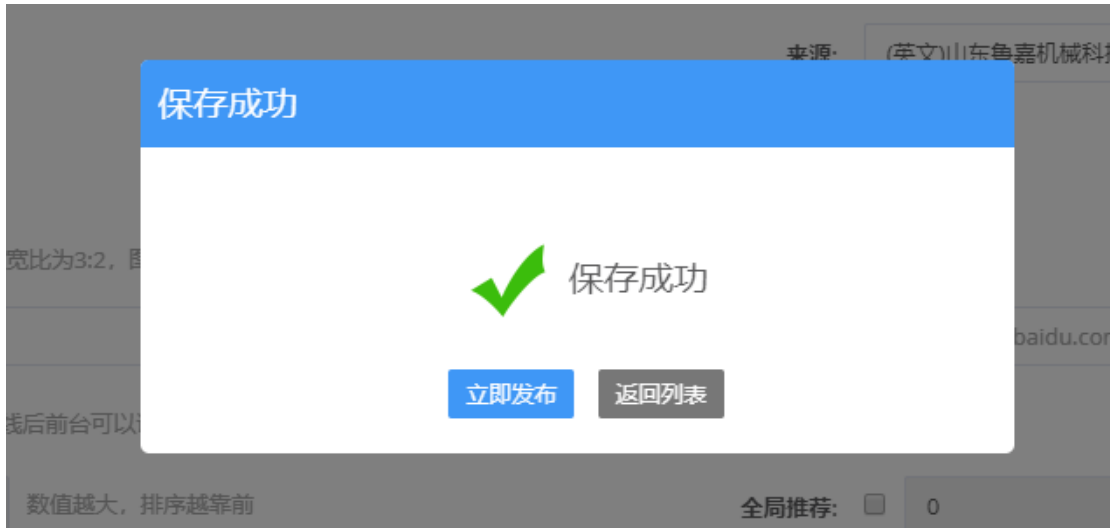 来源:
(英文)山东鲁嘉机械科技
保存成功
宽比为3:2，
保存成功
baidu.com
立即发布
返回列表
线后前台可以
数值越大，排序越靠前
全局推荐:
0